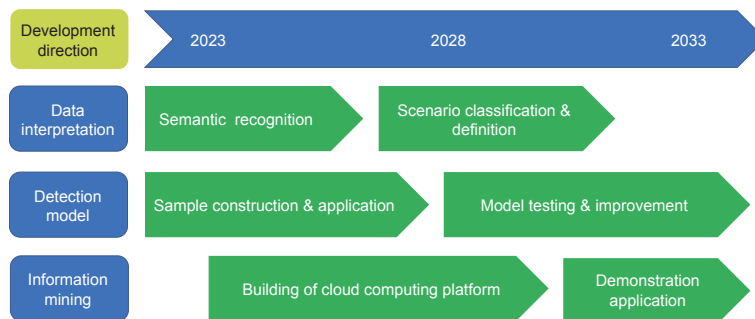 Development
direction
2023 2028 2033
Data
interpretation
Semantic recognition
Scenario classification &
definition
Detection
model
Sample construction & application
Model testing & improvement
Information
mining
Building of cloud computing platform
Demonstration
application